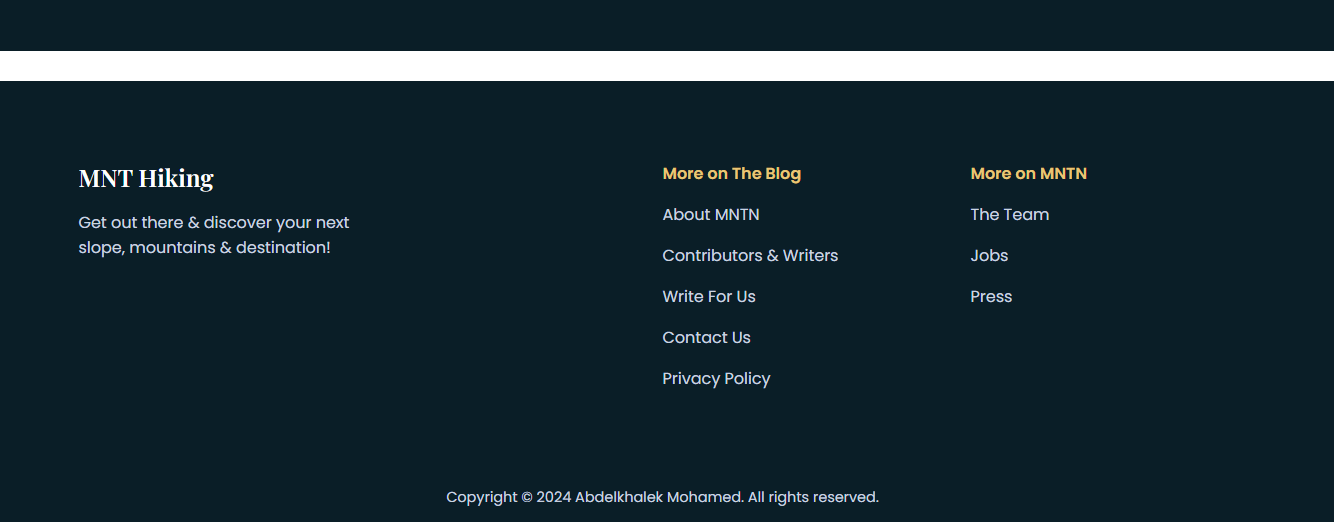 MNT Hiking
Get out there & discover your next
slope, mountains & destination!
More on The Blog
About MNTN
Contributors & Writers
Write For Us
Contact Us
Privacy Policy
More on MNTN
The Team
Jobs
Press
Copyright © 2024 Abdelkhalek Mohamed. All rights reserved.